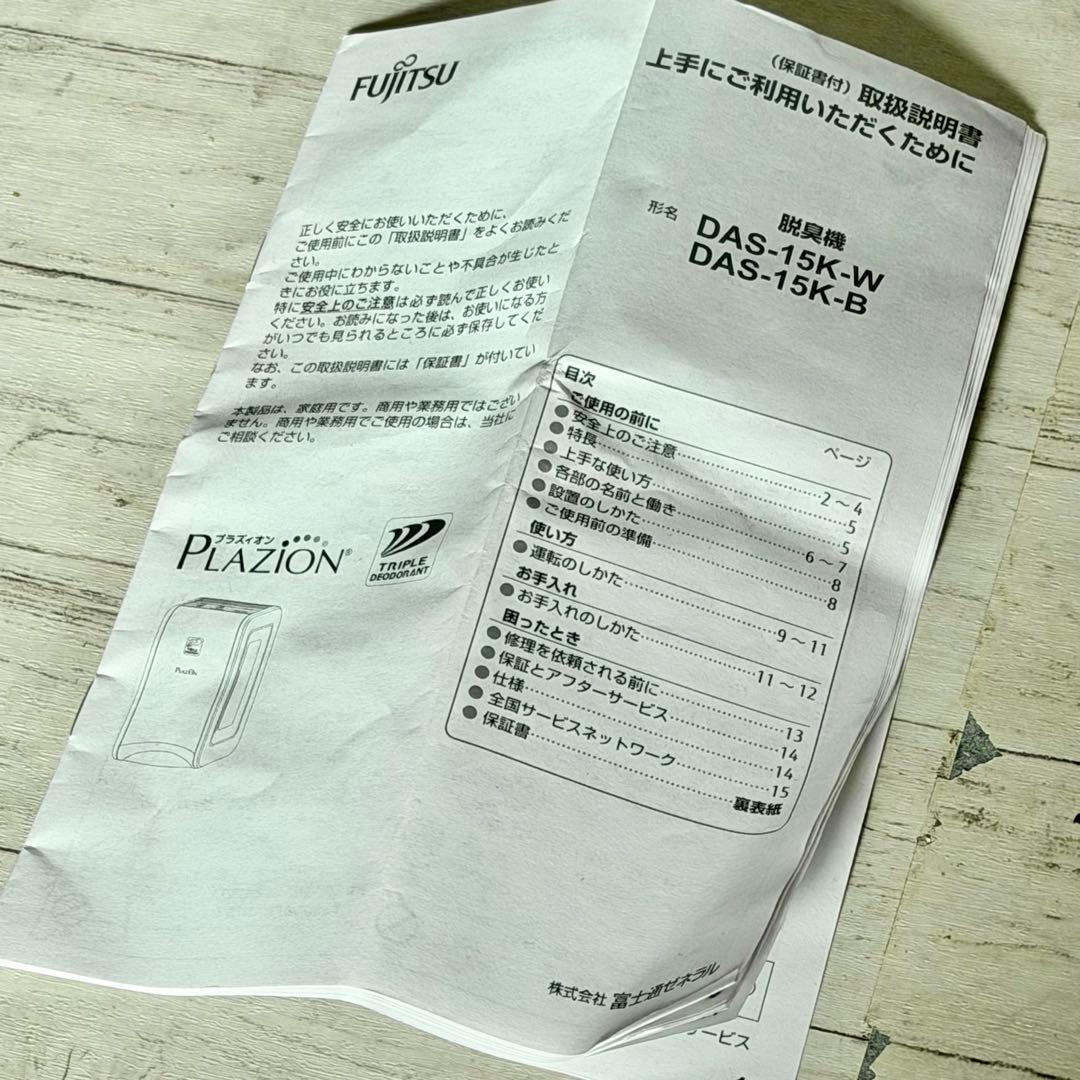 FUJITSU
(保証書付) 取扱説明書
上手にご利用いただくために
形名
脱臭機
DAS-15K-W
DAS-15K-B
正しく安全にお使いいただくために、
ご使用前にこの「取扱説明書」をよくお読みくだ
さい。
ご使用中にわからないことや不具合が生じたと
きにお役に立ちます。
特に安全上のご注意は必ず読んで正しくお使い
ください。お読みになった後は、お使いになる方
がいつでも見られるところに必ず保存してくだ
さい。
なお、この取扱説明書には「保証書」が付いてい
ます。
本製品は、家庭用です。商用や業務用ではござい
ません。商用や業務用でご使用の場合は、当社に
ご相談ください。
プラズィオン
PLAZION®
TRIPLE
DEODORANT
PLAZION
目次
ページ
ご使用の前に
●安全上のご注意……2～4
●特長……5
●上手な使い方……5
●各部の名前と働き……6～7
●設置のしかた……8
●ご使用前の準備……8
使い方
●運転のしかた……9～11
お手入れ
●お手入れのしかた……11～12
困ったとき
●修理を依頼される前に……13
●保証とアフターサービス……14
●仕様……14
●全国サービスネットワーク……15
●保証書……裏表紙
株式会社 富士通ゼネラル
ービス